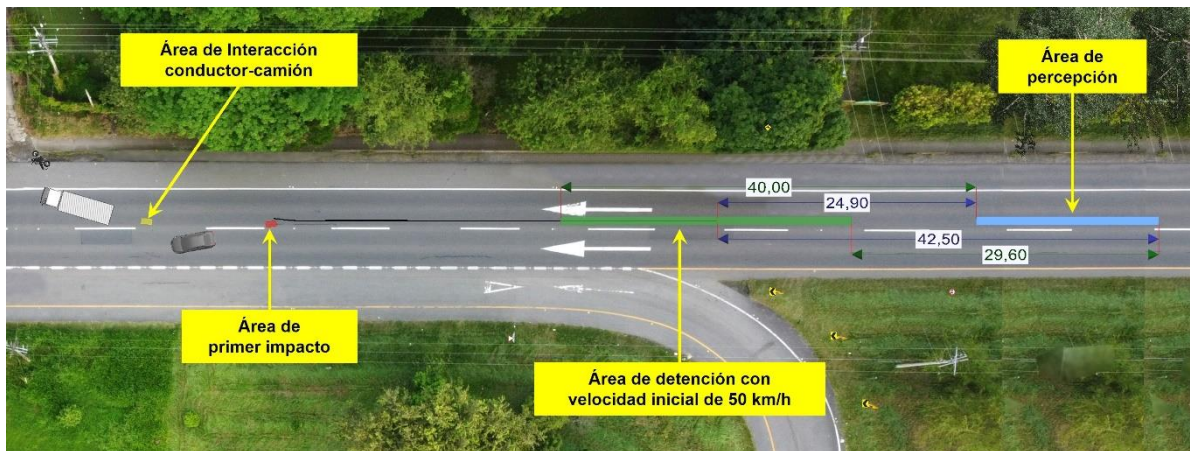 Área de Interacción
conductor-camión
Área de
percepción
40,00
24,90
42,50
29,60
Área de
primer impacto
Área de detención con
velocidad inicial de 50 km/h